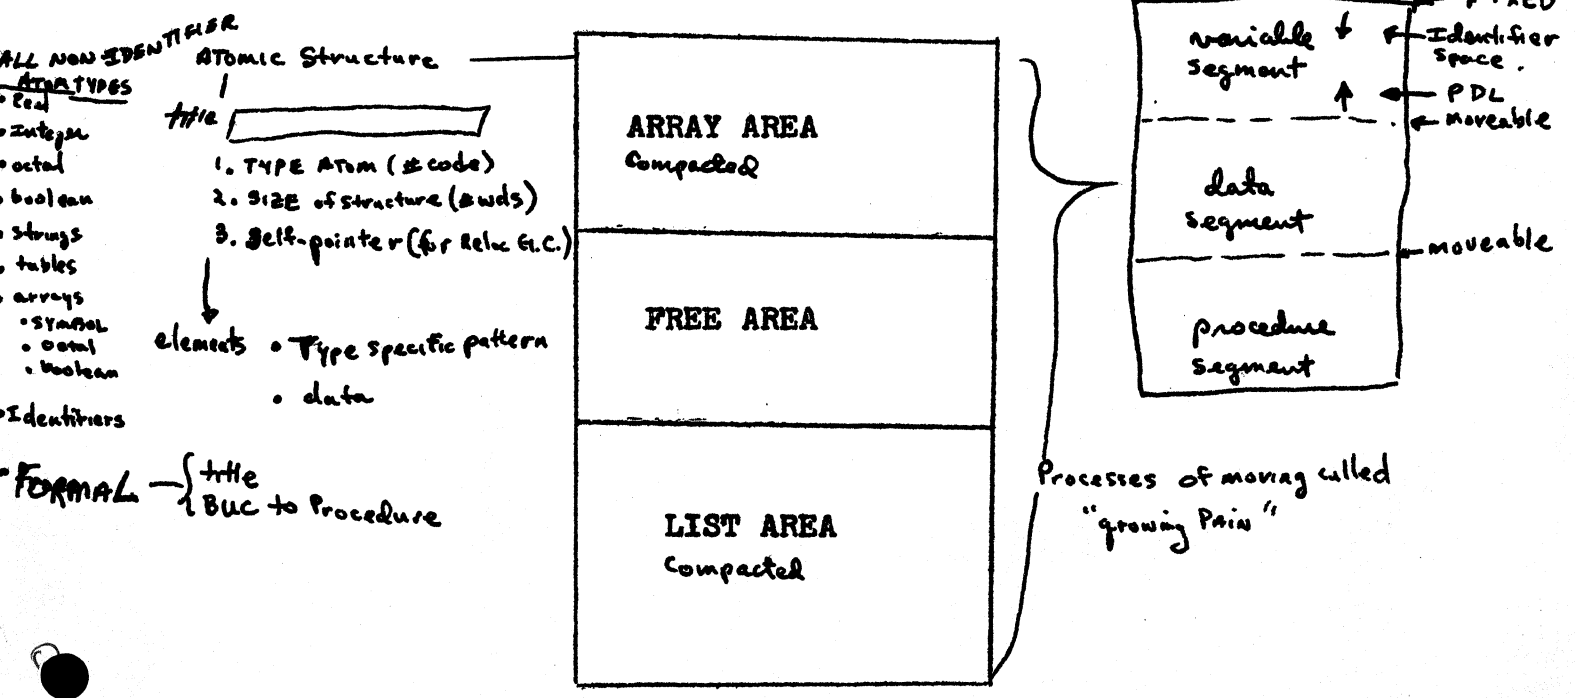 ALL NON IDENTIFIER
ATOM TYPES
• Real
• Integer
• octal
• boolean
• strings
• tables
• arrays
• SYMBOL
• Octal
• boolean
• Identifiers
• FORMAL — { title
BUC to Procedure
ATomic Structure
title
1. TYPE ATom (# code)
2. SIZE of structure (# wds)
3. Self-pointer (for Reloc G.C.)
elements • Type specific pattern
• data
ARRAY AREA
Compacted
FREE AREA
LIST AREA
Compacted
FIXED
variable
segment
Identifier
space.
PDL
moveable
data
segment
moveable
procedure
segment
Processes of moving called
"growing PAIN"